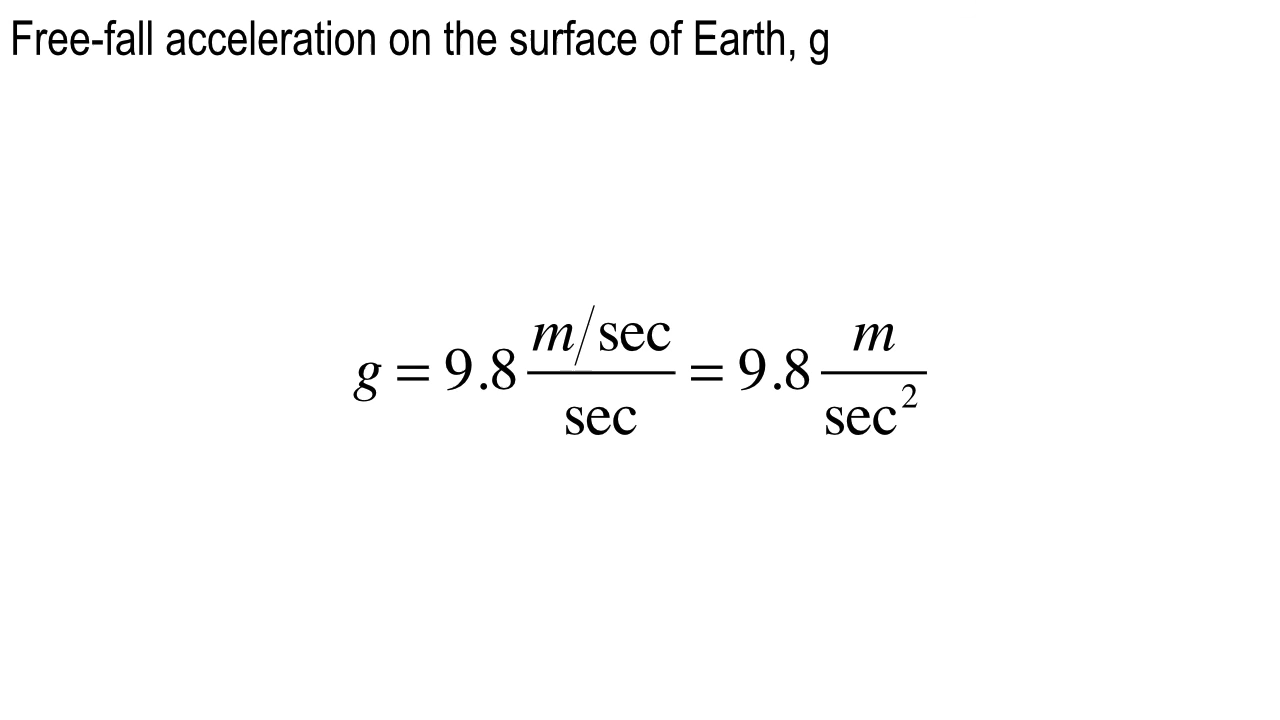 Free-fall acceleration on the surface of Earth, g
g = 9.8 m/sec / sec = 9.8 m / sec²